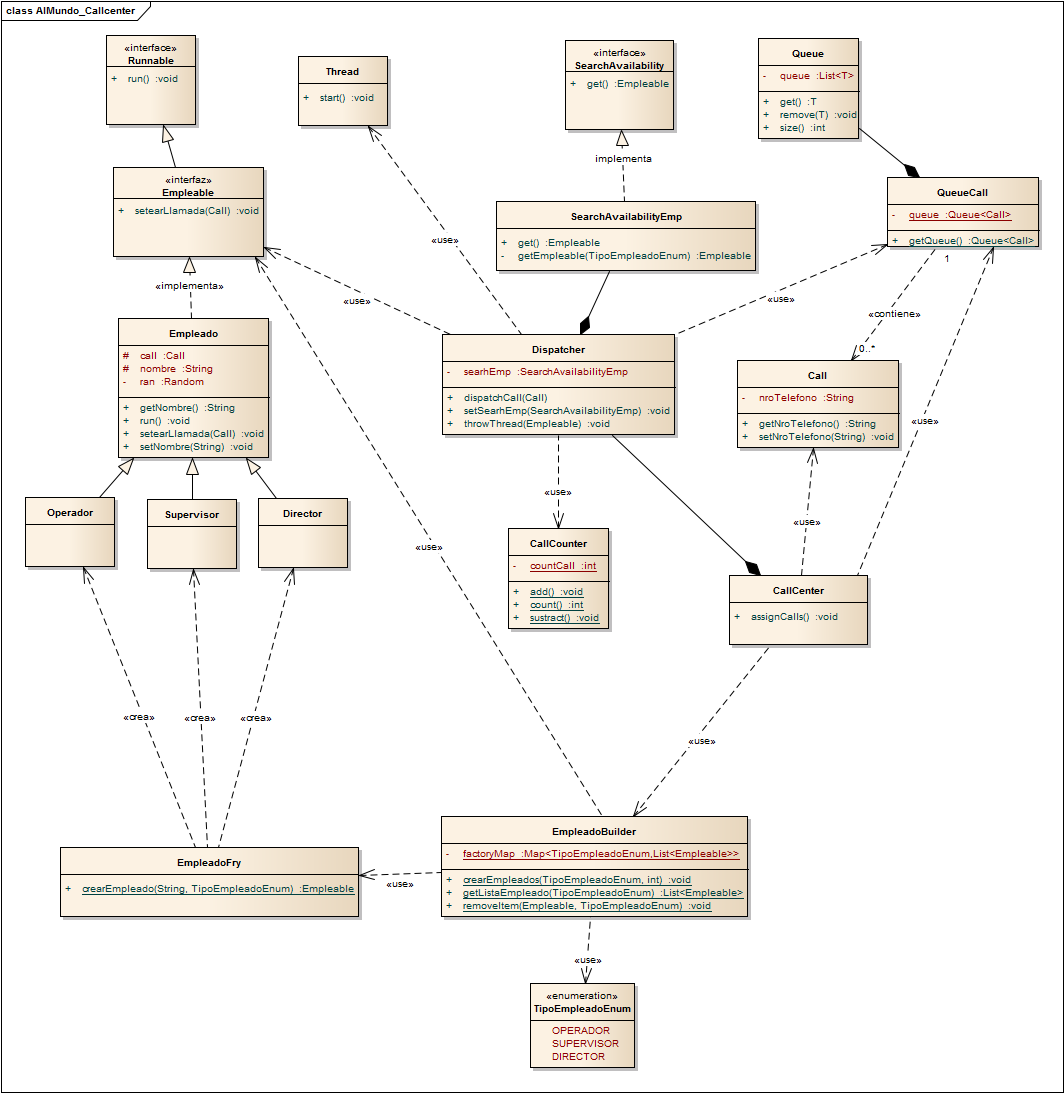 class AlMundo_Callcenter
«interface»
Runnable
+ run() :void
Thread
+ start() :void
«interface»
SearchAvailability
+ get() :Empleable
Queue
- queue :List<T>
+ get() :T
+ remove(T) :void
+ size() :int
implementa
«interfaz»
Empleable
+ setearLlamada(Call) :void
QueueCall
- queue :Queue<Call>
+ getQueue() :Queue<Call>
SearchAvailabilityEmp
+ get() :Empleable
- getEmpleable(TipoEmpleadoEnum) :Empleable
«use»
1
«implementa»
«use»
«use»
«contiene»
0..*
Empleado
# call :Call
# nombre :String
- ran :Random
+ getNombre() :String
+ run() :void
+ setearLlamada(Call) :void
+ setNombre(String) :void
Dispatcher
- searhEmp :SearchAvailabilityEmp
+ dispatchCall(Call)
+ setSearhEmp(SearchAvailabilityEmp) :void
+ throwThread(Empleable) :void
Call
- nroTelefono :String
+ getNroTelefono() :String
+ setNroTelefono(String) :void
«use»
Operador
Supervisor
Director
«use»
«use»
«use»
CallCounter
- countCall :int
+ add() :void
+ count() :int
sustract() :void
+
CallCenter
+ assignCalls() :void
«crea»
«crea»
«crea»
«use»
EmpleadoFry
+ crearEmpleado(String, TipoEmpleadoEnum) :Empleable
«use»
EmpleadoBuilder
- factoryMap :Map<TipoEmpleadoEnum,List<Empleable>>
+ crearEmpleados(TipoEmpleadoEnum, int) :void
+ getListaEmpleado(TipoEmpleadoEnum) :List<Empleable>
+ removeItem(Empleable, TipoEmpleadoEnum) :void
«use»
«enumeration»
TipoEmpleadoEnum
OPERADOR
SUPERVISOR
DIRECTOR